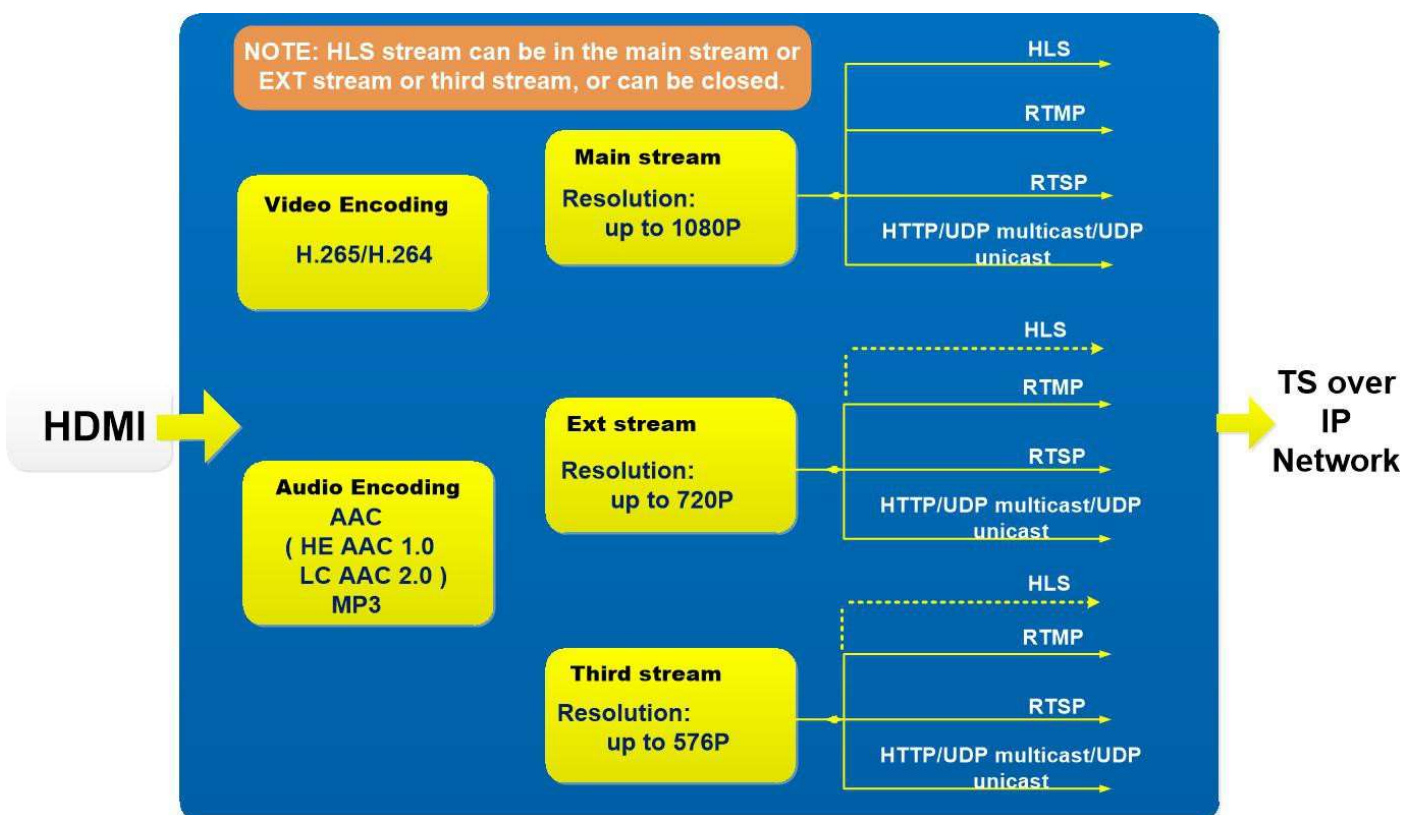 NOTE: HLS stream can be in the main stream or
EXT stream or third stream, or can be closed.
HDMI
Video Encoding
H.265/H.264
Audio Encoding
AAC
( HE AAC 1.0
LC AAC 2.0 )
MP3
Main stream
Resolution:
up to 1080P
HLS
RTMP
RTSP
HTTP/UDP multicast/UDP
unicast
Ext stream
Resolution:
up to 720P
HLS
RTMP
RTSP
HTTP/UDP multicast/UDP
unicast
Third stream
Resolution:
up to 576P
HLS
RTMP
RTSP
HTTP/UDP multicast/UDP
unicast
TS over
IP
Network